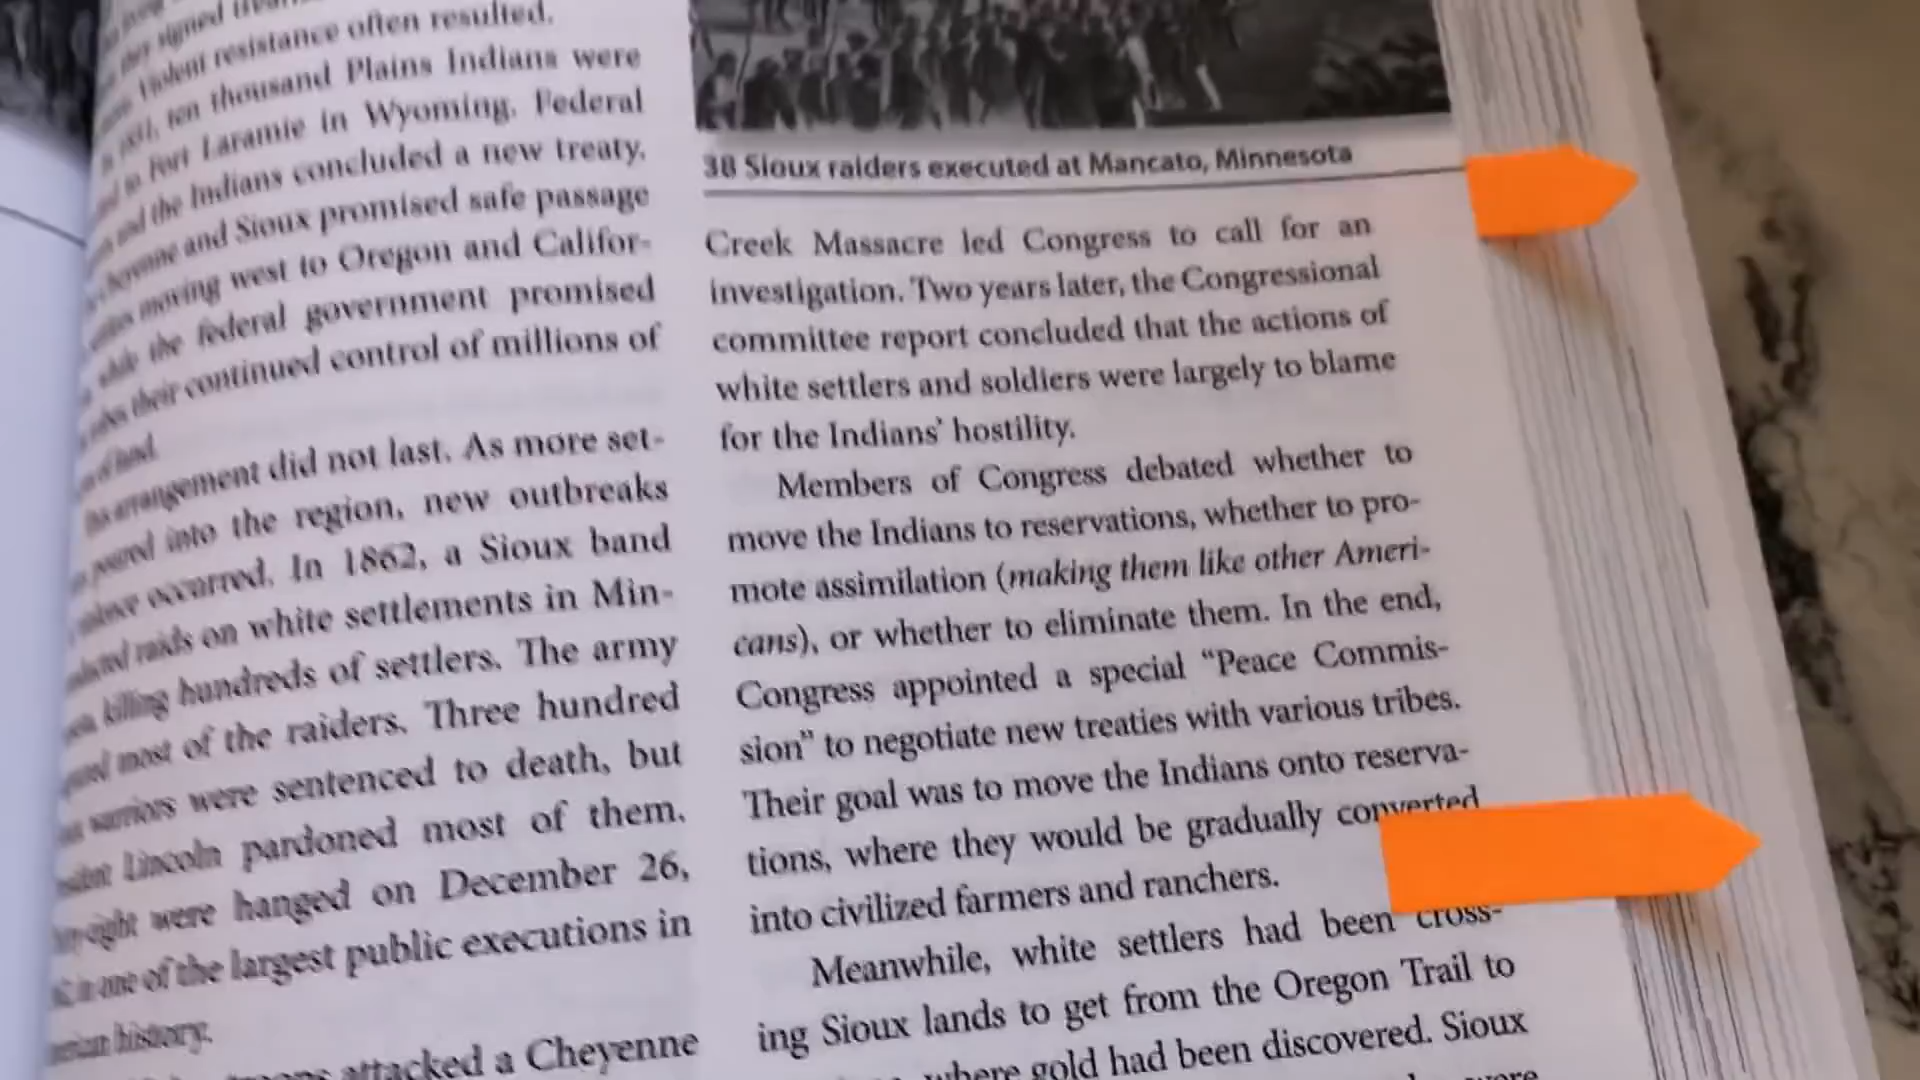 they signed
Violent resistance often resulted.
ten thousand Plains Indians were
to Fort Laramie in Wyoming. Federal
and the Indians concluded a new treaty.
Cheyenne and Sioux promised safe passage
moving west to Oregon and Califor-
while the federal government promised
their continued control of millions of
of land.
arrangement did not last. As more set-
poured into the region, new outbreaks
occurred. In 1862, a Sioux band
raids on white settlements in Min-
killing hundreds of settlers. The army
most of the raiders. Three hundred
warriors were sentenced to death, but
Lincoln pardoned most of them.
were hanged on December 26,
in one of the largest public executions in
history.
attacked a Cheyenne
38 Sioux raiders executed at Mancato, Minnesota
Creek Massacre led Congress to call for an
investigation. Two years later, the Congressional
committee report concluded that the actions of
white settlers and soldiers were largely to blame
for the Indians' hostility.
Members of Congress debated whether to
move the Indians to reservations, whether to pro-
mote assimilation (making them like other Ameri-
cans), or whether to eliminate them. In the end,
Congress appointed a special "Peace Commis-
sion" to negotiate new treaties with various tribes.
Their goal was to move the Indians onto reserva-
tions, where they would be gradually converted
into civilized farmers and ranchers.
Meanwhile, white settlers had been cross-
ing Sioux lands to get from the Oregon Trail to
where gold had been discovered. Sioux
were